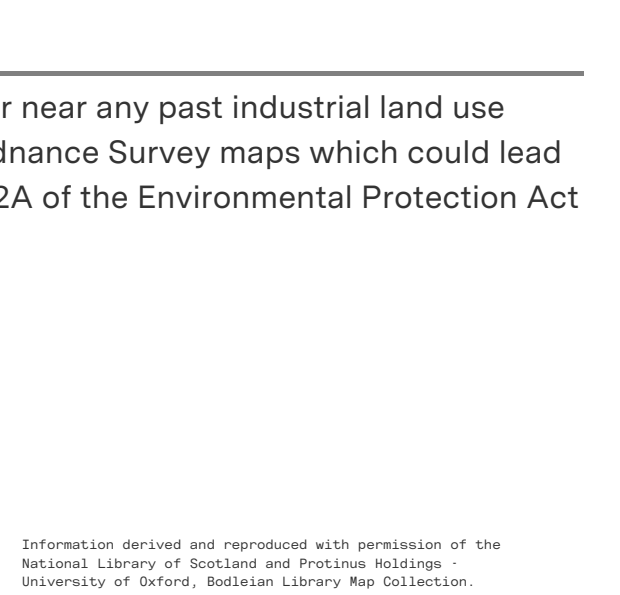 near any past industrial land use
Survey maps which could lead
of the Environmental Protection Act
Information derived and reproduced with permission of the
National Library of Scotland and Protinus Holdings -
University of Oxford, Bodleian Library Map Collection.